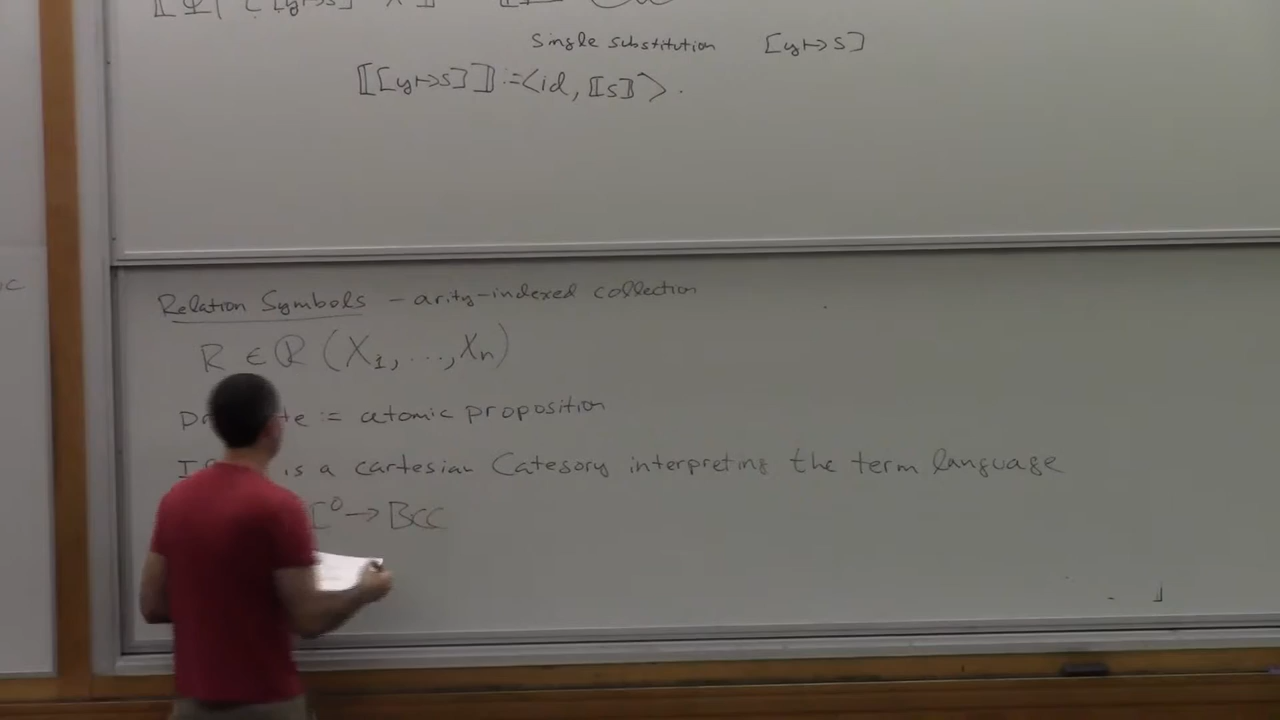 Single substitution [y↦s]
⟦[y↦s]⟧ := <id, ⟦s⟧>.
Relation Symbols - arity-indexed collection
R ∈ ℝ (X₁, ..., Xₙ)
:= atomic proposition
is a cartesian Category interpreting the term language
ℂ⁰ → BCC